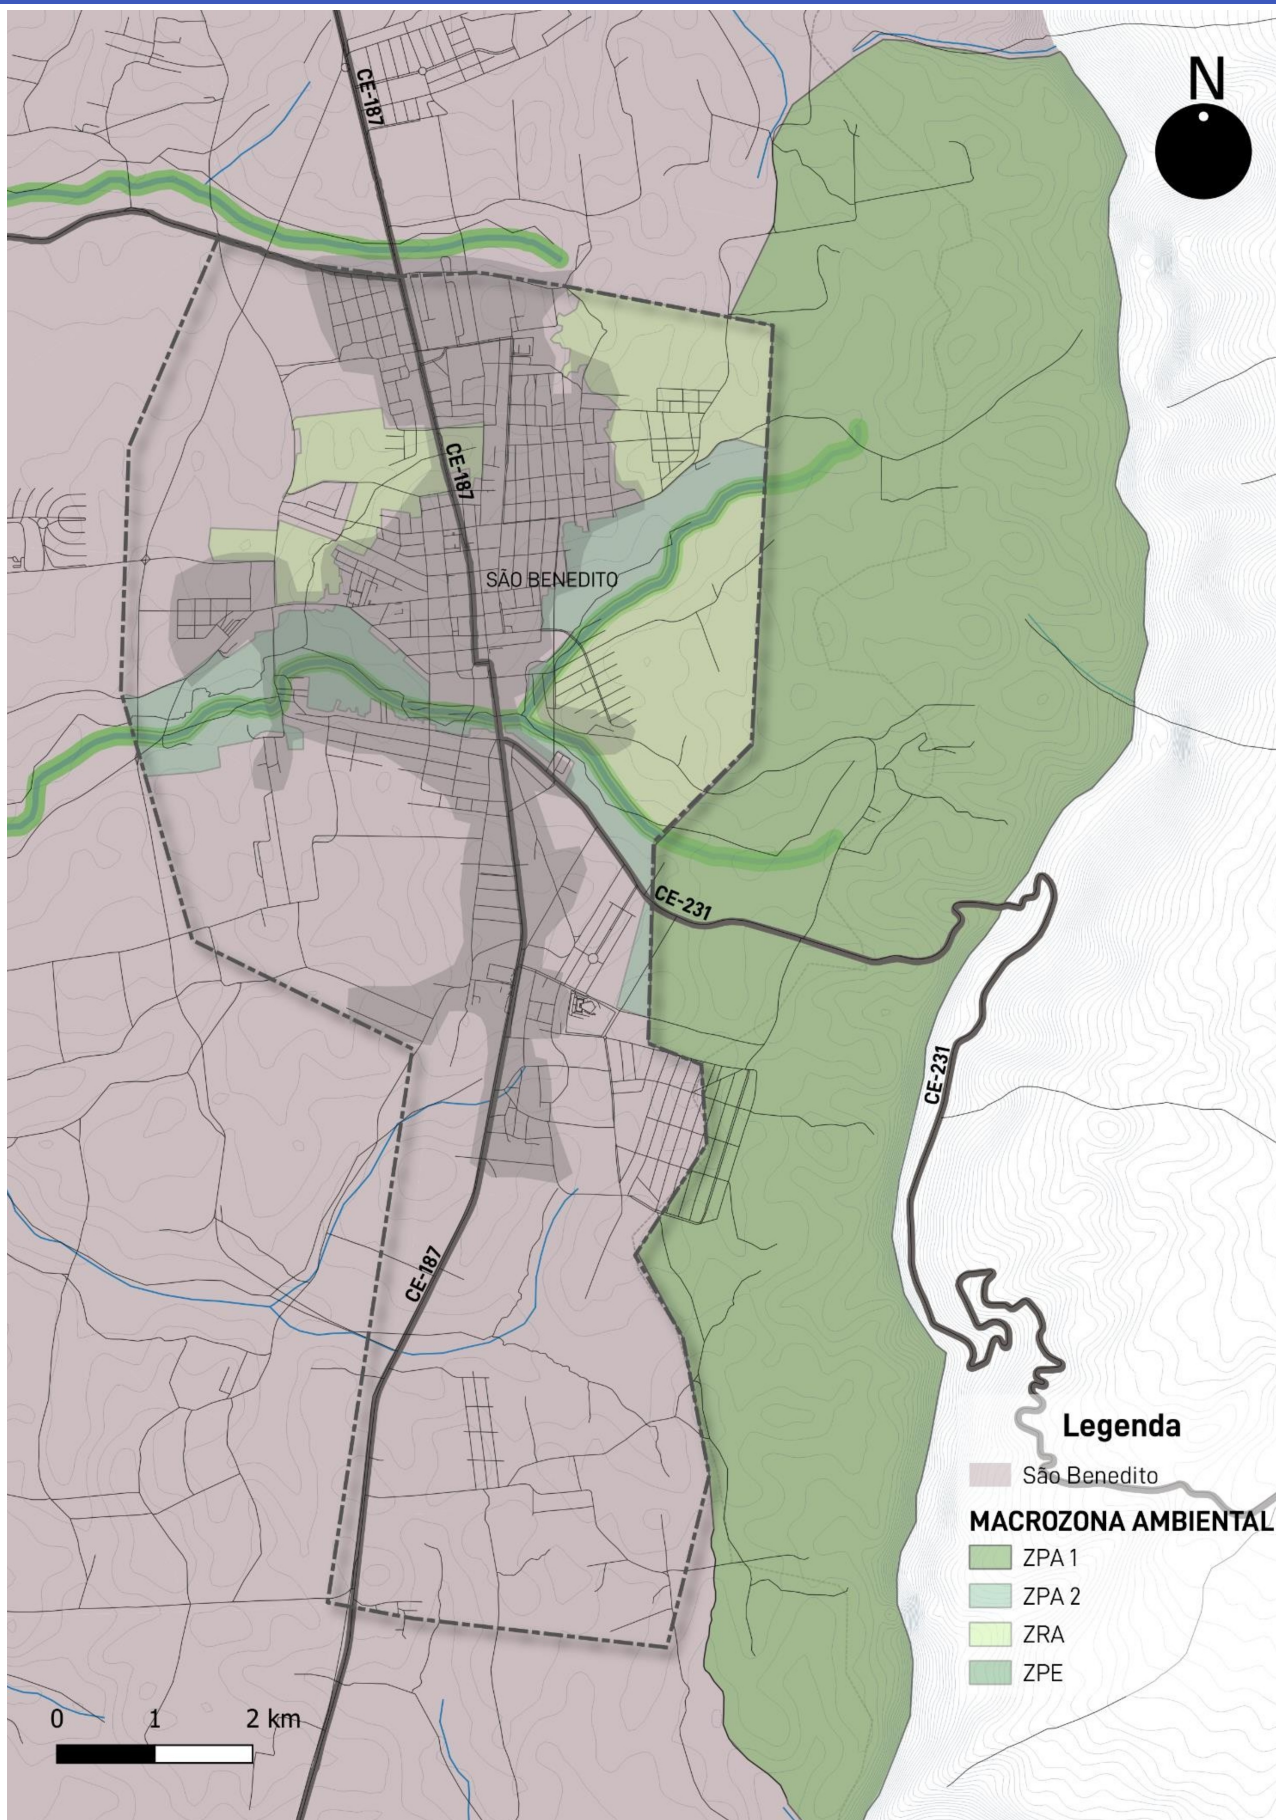 N
CE-187
CE-187
SÃO BENEDITO
CE-231
CE-231
CE-187
Legenda
São Benedito
MACROZONA AMBIENTAL
ZPA 1
ZPA 2
ZRA
ZPE
0 1 2 km